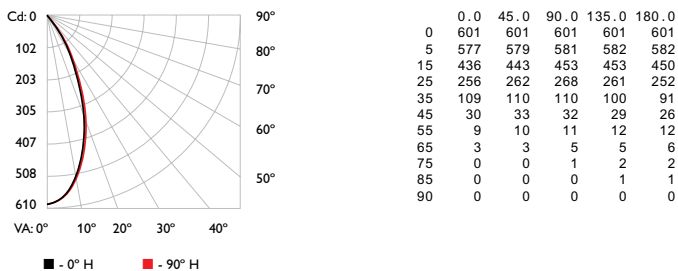 Cd: 0
102
203
305
407
508
610
90°
80°
70°
60°
50°
VA: 0° 10° 20° 30° 40°
- 0° H - 90° H
0.0 45.0 90.0 135.0 180.0
0 601 601 601 601 601
5 577 579 581 582 582
15 436 443 453 453 450
25 256 262 268 261 252
35 109 110 110 100 91
45 30 33 32 29 26
55 9 10 11 12 12
65 3 3 5 5 6
75 0 0 1 2 2
85 0 0 0 1 1
90 0 0 0 0 0